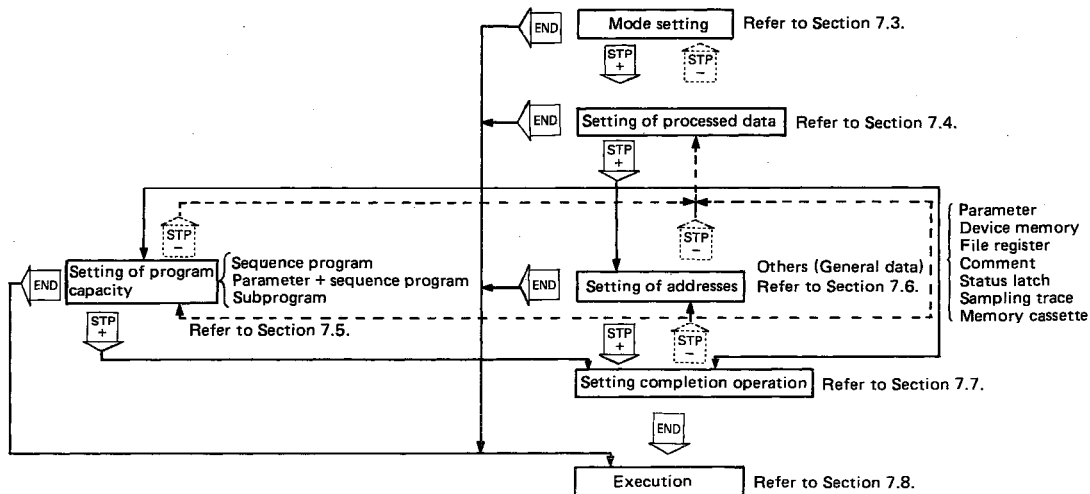 END
Mode setting
Refer to Section 7.3.
STP
+
STP
−
END
Setting of processed data
Refer to Section 7.4.
STP
+
STP
−
STP
−
Parameter
Device memory
File register
Comment
Status latch
Sampling trace
Memory cassette
END
Setting of program
capacity
Sequence program
Parameter + sequence program
Subprogram
Refer to Section 7.5.
END
Setting of addresses
Others (General data)
Refer to Section 7.6.
STP
+
STP
+
STP
−
Setting completion operation
Refer to Section 7.7.
END
Execution
Refer to Section 7.8.